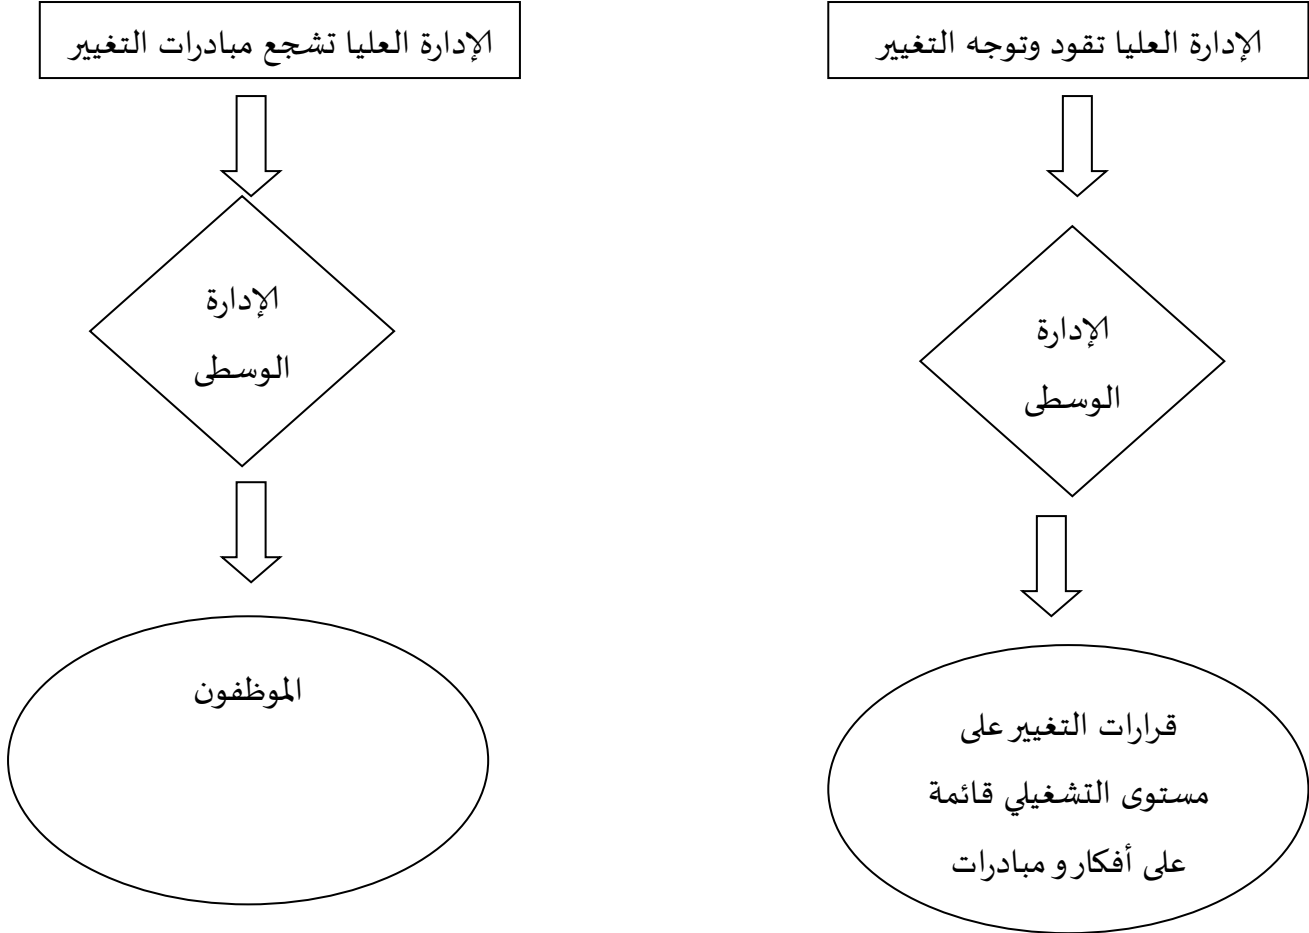 الإدارة العليا تقود وتوجه التغيير
الإدارة
الوسطى
قرارات التغيير على
مستوى التشغيلي قائمة
على أفكار و مبادرات
الإدارة العليا تشجع مبادرات التغيير
الإدارة
الوسطى
الموظفون